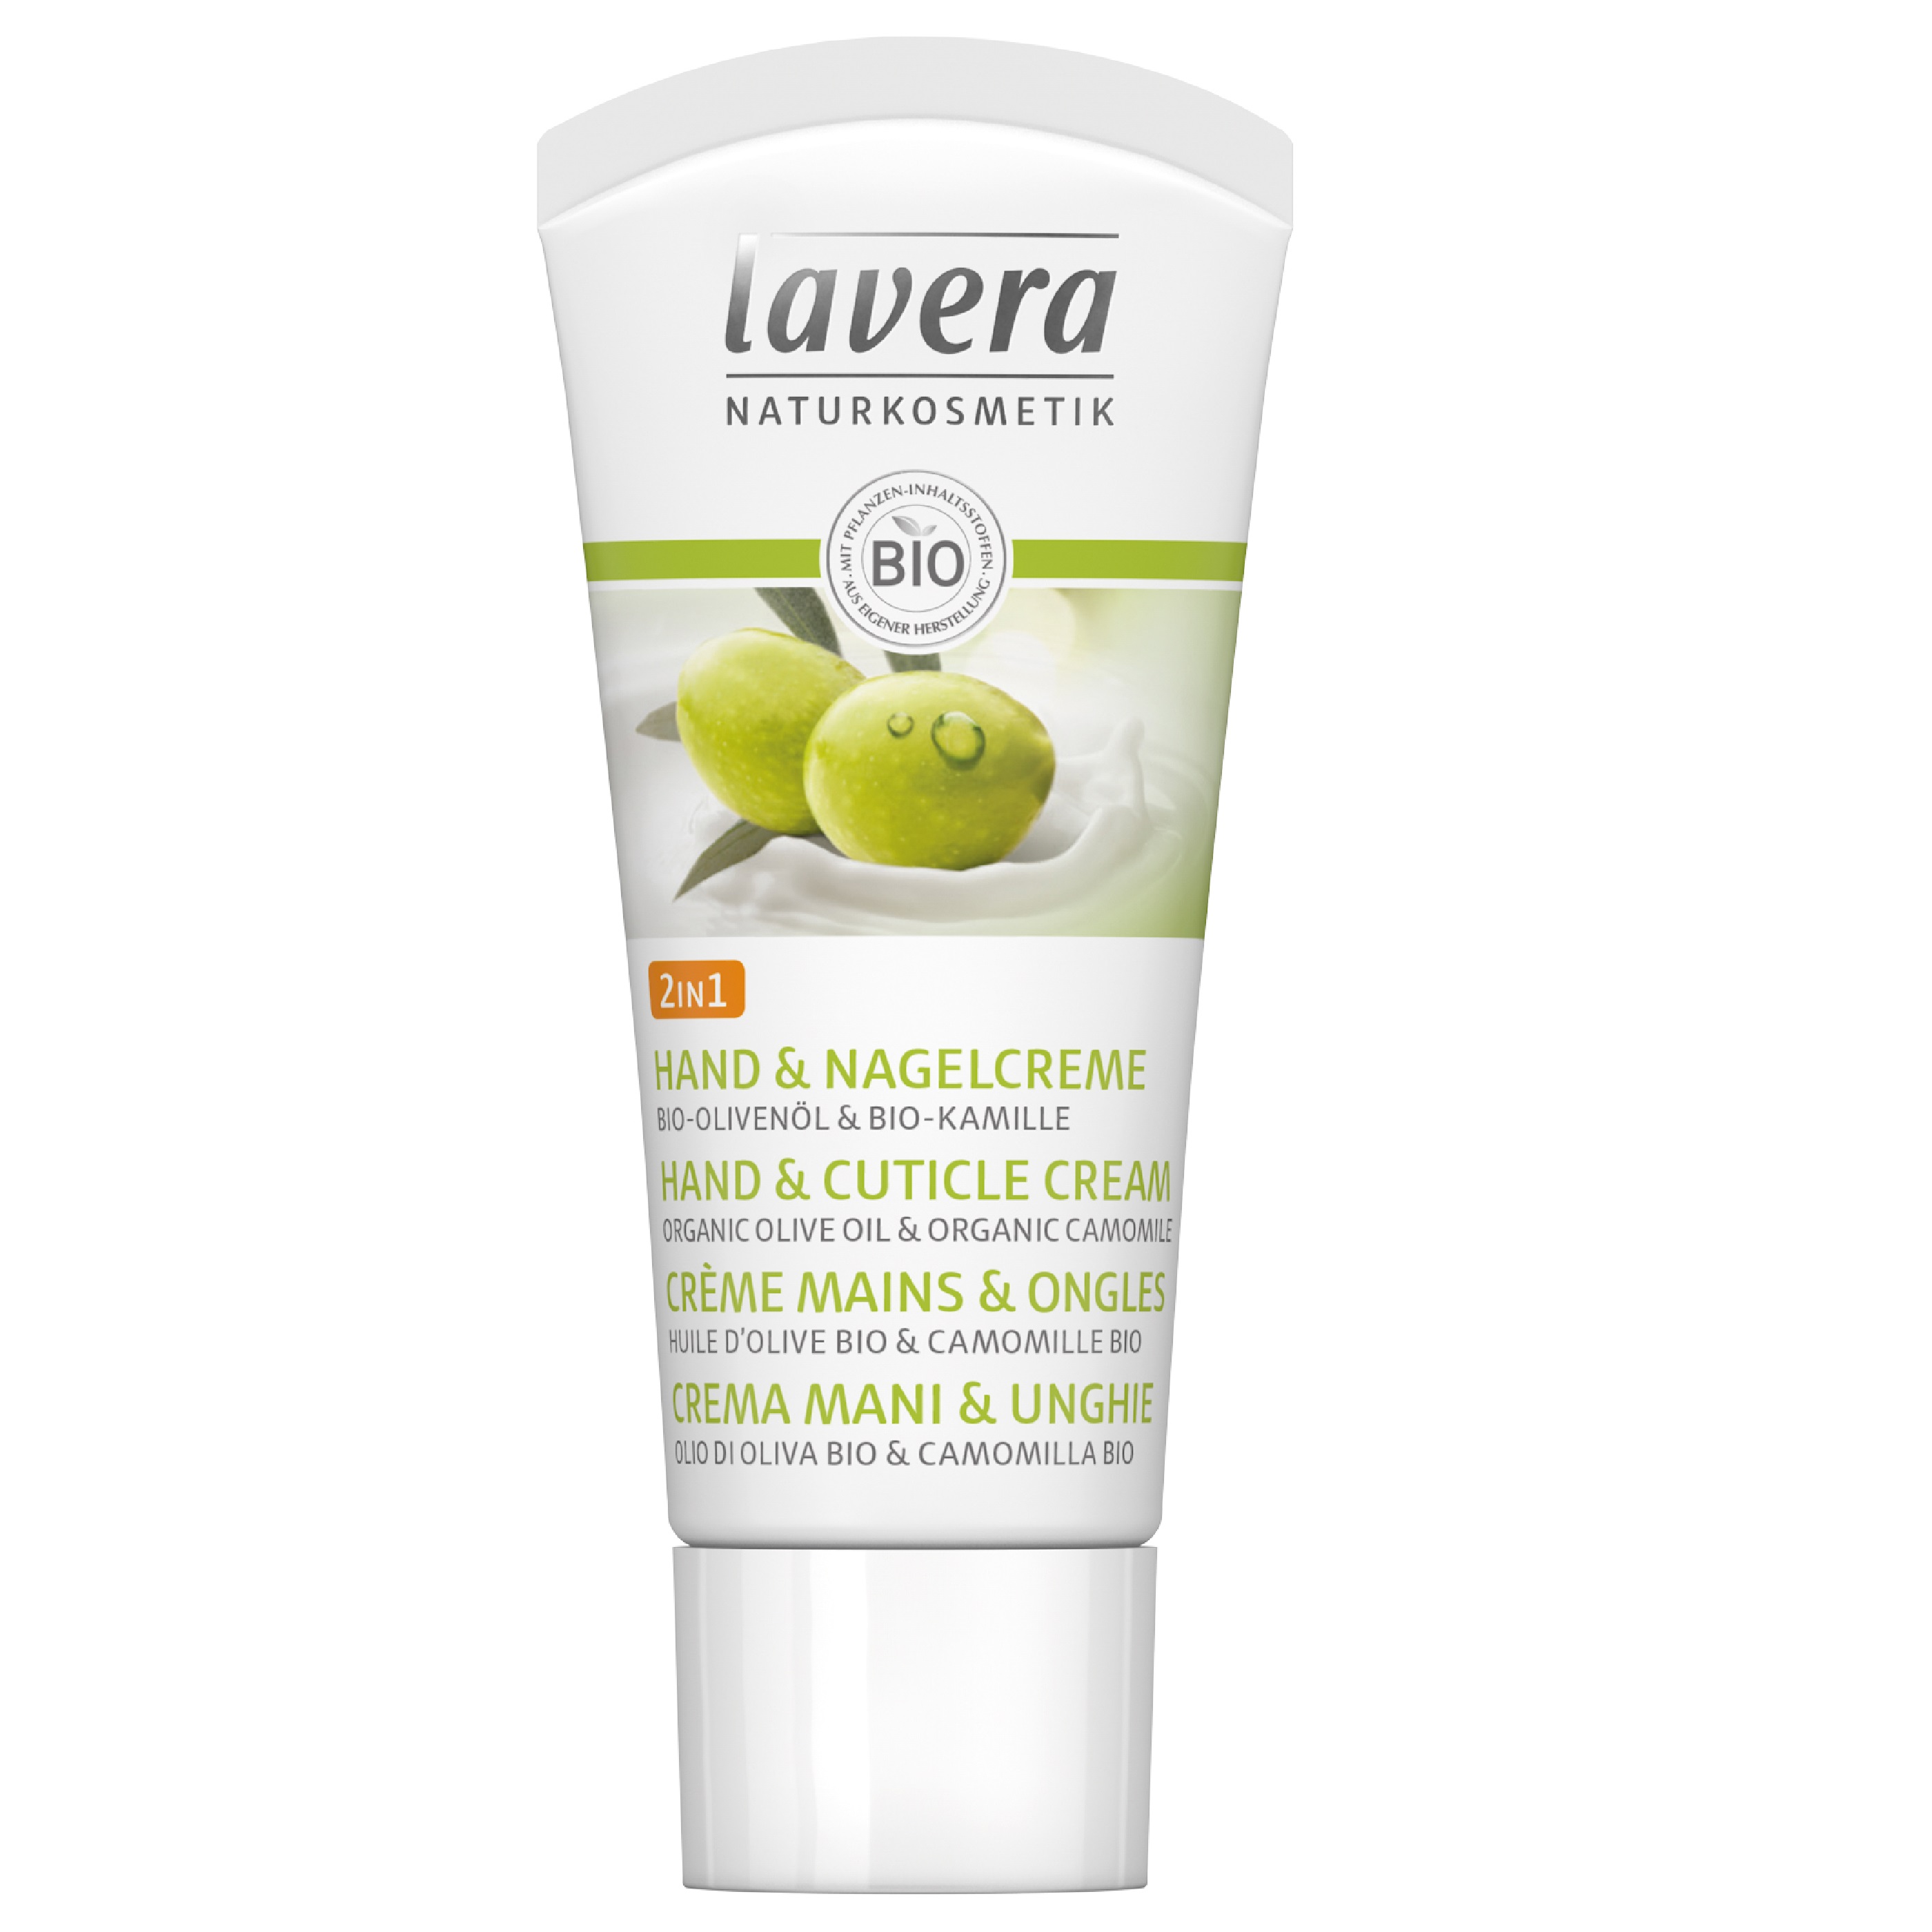 lavera
NATURKOSMETIK
·MIT PFLANZEN-INHALTSSTOFFEN·
BIO
AUS EIGENER HERSTELLUNG
2IN1
HAND & NAGELCREME
BIO-OLIVENÖL & BIO-KAMILLE
HAND & CUTICLE CREAM
ORGANIC OLIVE OIL & ORGANIC CAMOMILE
CRÈME MAINS & ONGLES
HUILE D'OLIVE BIO & CAMOMILLE BIO
CREMA MANI & UNGHIE
OLIO DI OLIVA BIO & CAMOMILLA BIO